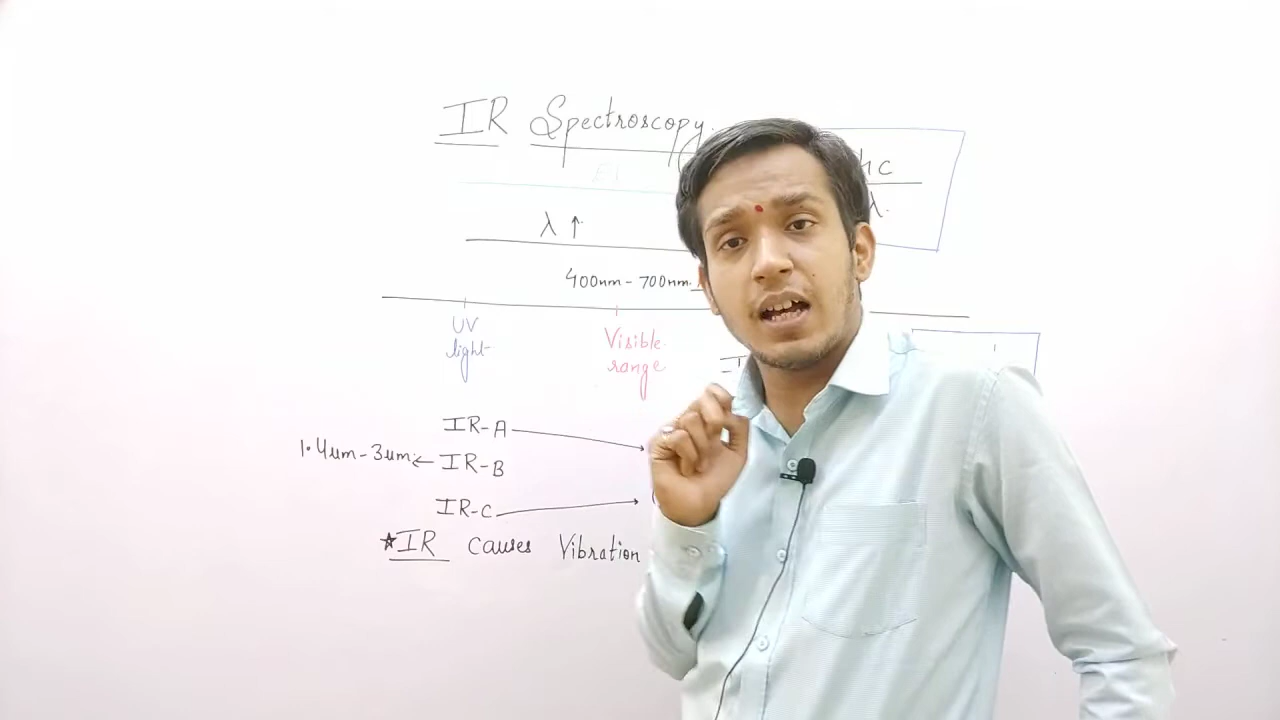 IR Spectroscopy.
hc
λ.
λ ↑
400nm - 700nm.
UV
light
Visible
range
IR-A
1.4um - 3um. ← IR-B
IR-C
*IR causes Vibration